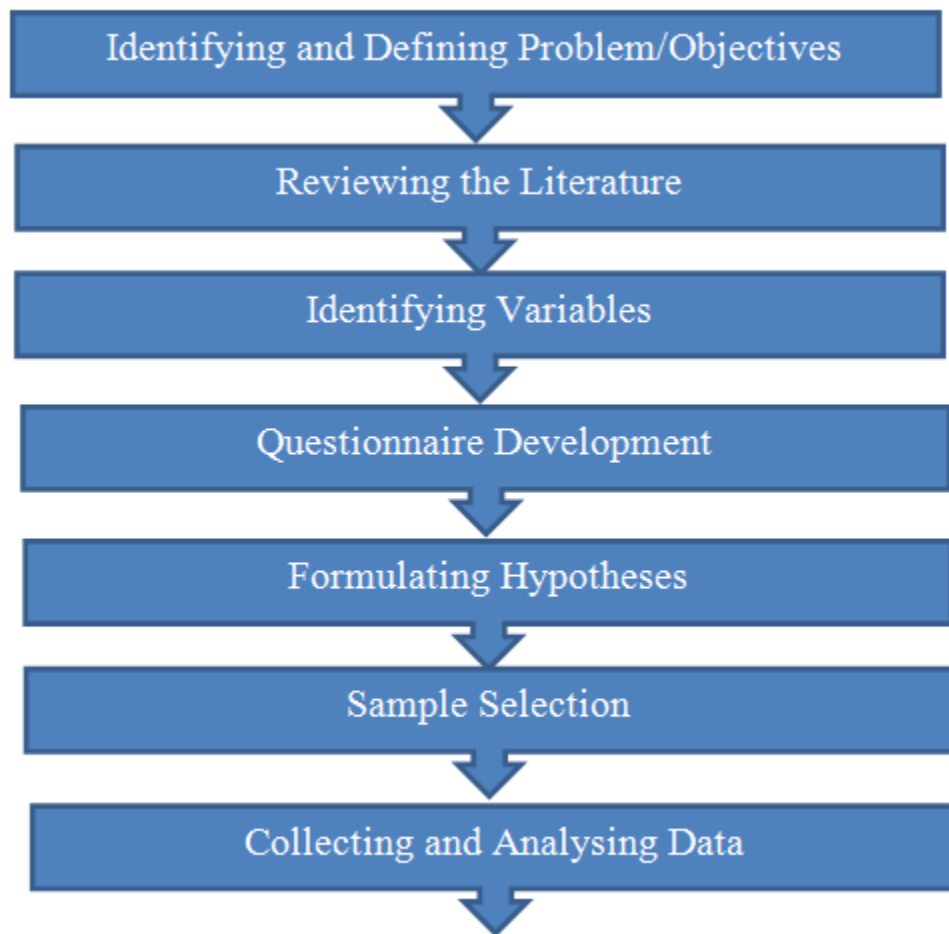 Identifying and Defining Problem/Objectives
Reviewing the Literature
Identifying Variables
Questionnaire Development
Formulating Hypotheses
Sample Selection
Collecting and Analysing Data